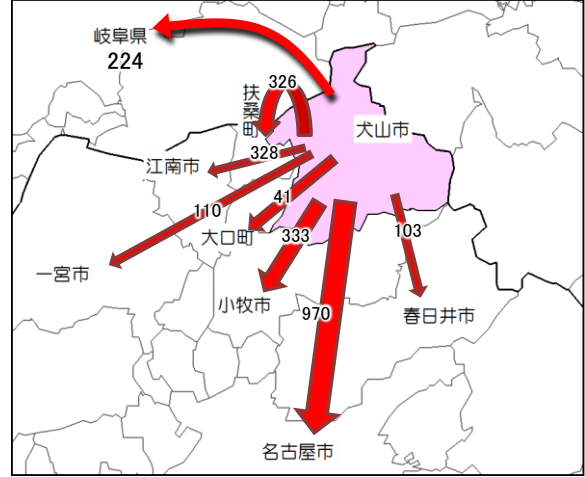 岐阜県
224
326
扶桑町
犬山市
328
江南市
110
41
大口町
333
103
一宮市
小牧市
970
春日井市
名古屋市